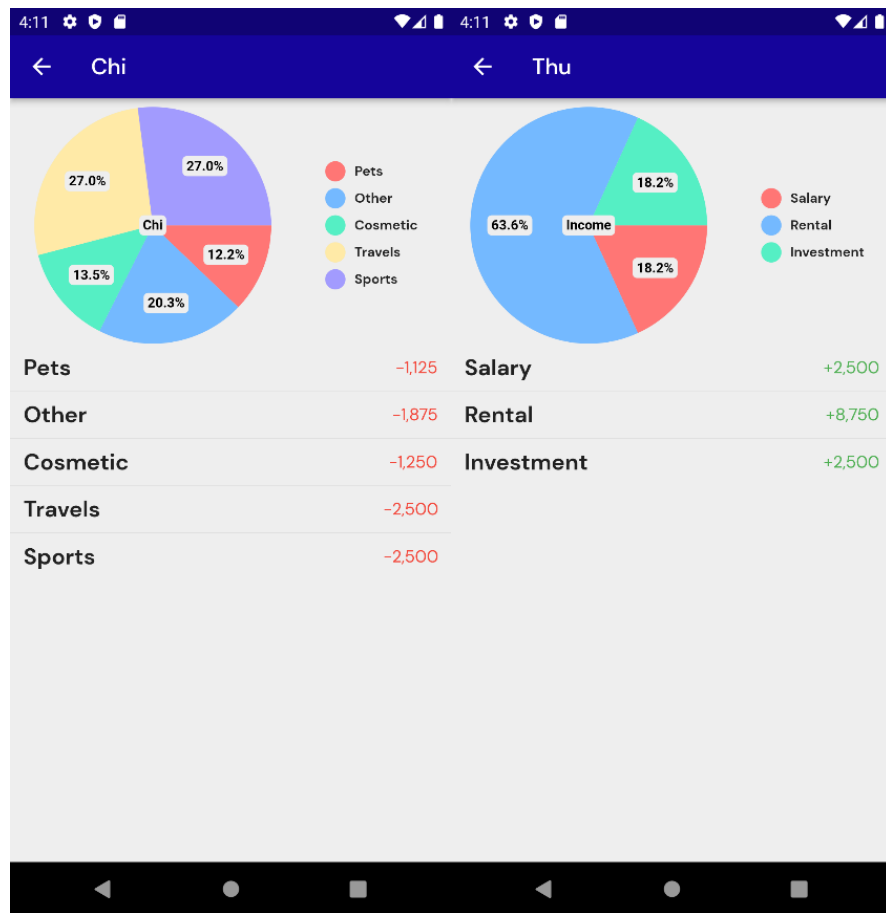 4:11
Chi
27.0%
27.0%
Chi
12.2%
13.5%
20.3%
Pets
Other
Cosmetic
Travels
Sports
Pets -1,125
Other -1,875
Cosmetic -1,250
Travels -2,500
Sports -2,500
4:11
Thu
18.2%
63.6%
Income
18.2%
Salary
Rental
Investment
Salary +2,500
Rental +8,750
Investment +2,500